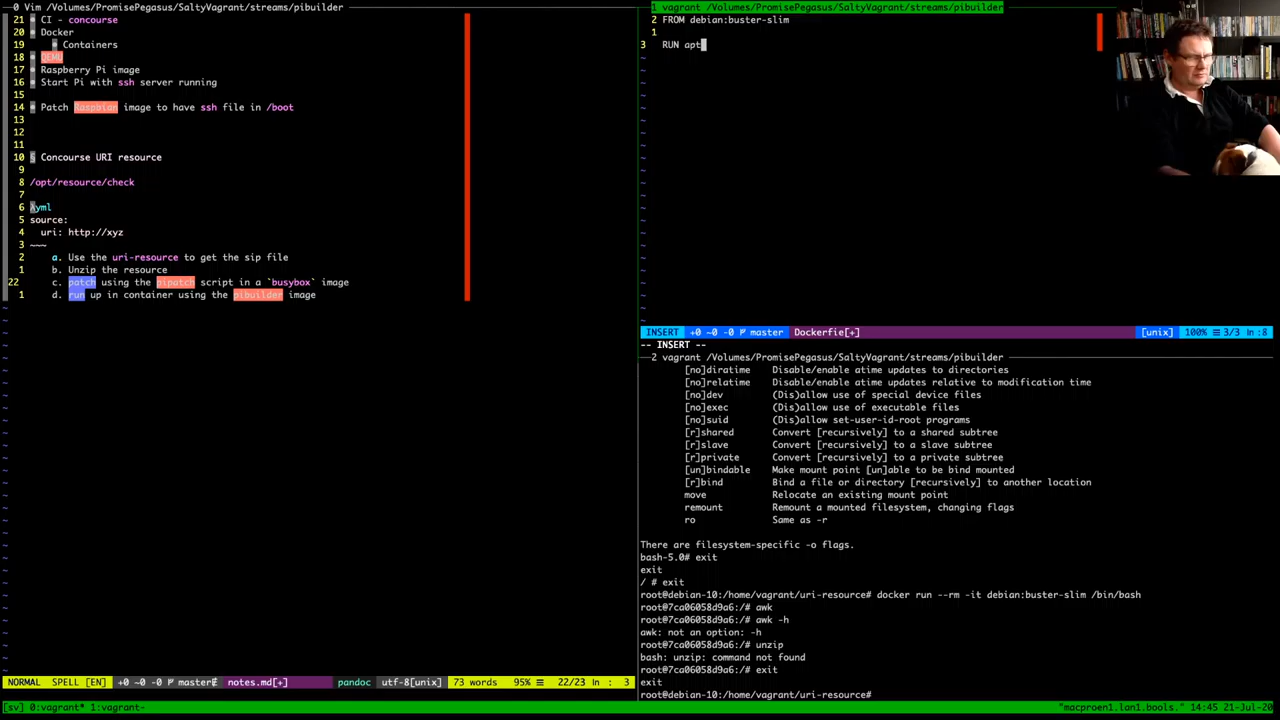 0 Vim /Volumes/PromisePegasus/SaltyVagrant/streams/pibuilder
21 CI - concourse
20 Docker
19 Containers
18 QEMU
17 Raspberry Pi image
16 Start Pi with ssh server running
15
14 Patch Raspbian image to have ssh file in /boot
13
12
11
10 § Concourse URI resource
9
8 /opt/resource/check
7
6 λyml
5 source:
4 uri: http://xyz
3 ~~~
2 a. Use the uri-resource to get the sip file
1 b. Unzip the resource
22 c. patch using the pipatch script in a `busybox` image
1 d. run up in container using the pibuilder image
NORMAL SPELL [EN] +0 ~0 -0 master notes.md[+] pandoc utf-8[unix] 73 words 95% 22/23 ln : 3
1 vagrant /Volumes/PromisePegasus/SaltyVagrant/streams/pibuilder
2 FROM debian:buster-slim
1
3 RUN apt
INSERT +0 ~0 -0 master Dockerfie[+] [unix] 100% 3/3 ln:8
-- INSERT --
2 vagrant /Volumes/PromisePegasus/SaltyVagrant/streams/pibuilder
[no]diratime Disable/enable atime updates to directories
[no]relatime Disable/enable atime updates relative to modification time
[no]dev (Dis)allow use of special device files
[no]exec (Dis)allow use of executable files
[no]suid (Dis)allow set-user-id-root programs
[r]shared Convert [recursively] to a shared subtree
[r]slave Convert [recursively] to a slave subtree
[r]private Convert [recursively] to a private subtree
[un]bindable Make mount point [un]able to be bind mounted
[r]bind Bind a file or directory [recursively] to another location
move Relocate an existing mount point
remount Remount a mounted filesystem, changing flags
ro Same as -r
There are filesystem-specific -o flags.
bash-5.0# exit
exit
/ # exit
root@debian-10:/home/vagrant/uri-resource# docker run --rm -it debian:buster-slim /bin/bash
root@7ca06058d9a6:/# awk
root@7ca06058d9a6:/# awk -h
awk: not an option: -h
root@7ca06058d9a6:/# unzip
bash: unzip: command not found
root@7ca06058d9a6:/# exit
exit
root@debian-10:/home/vagrant/uri-resource#
[sv] 0:vagrant* 1:vagrant- "macproen1.lan1.bools." 14:45 21-Jul-20